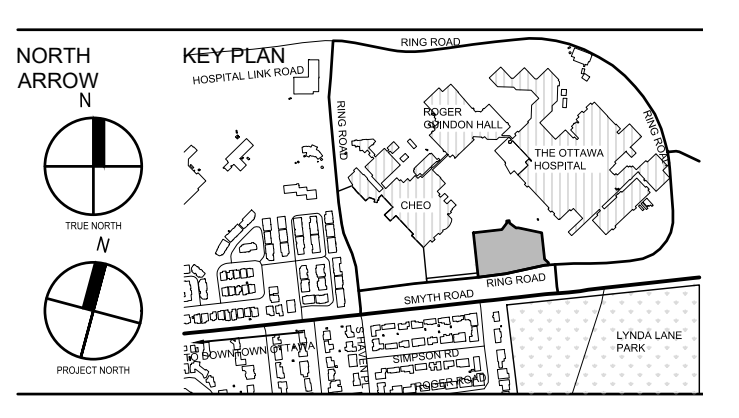 NORTH
ARROW
N
TRUE NORTH
N
PROJECT NORTH
KEY PLAN
HOSPITAL LINK ROAD
RING ROAD
RING ROAD
ROGER
GUINDON HALL
RING ROAD
THE OTTAWA
HOSPITAL
CHEO
RING ROAD
SMYTH ROAD
DOWNTOWN OTTAWA
SIMPSON RD
ROGER ROAD
LYNDA LANE
PARK